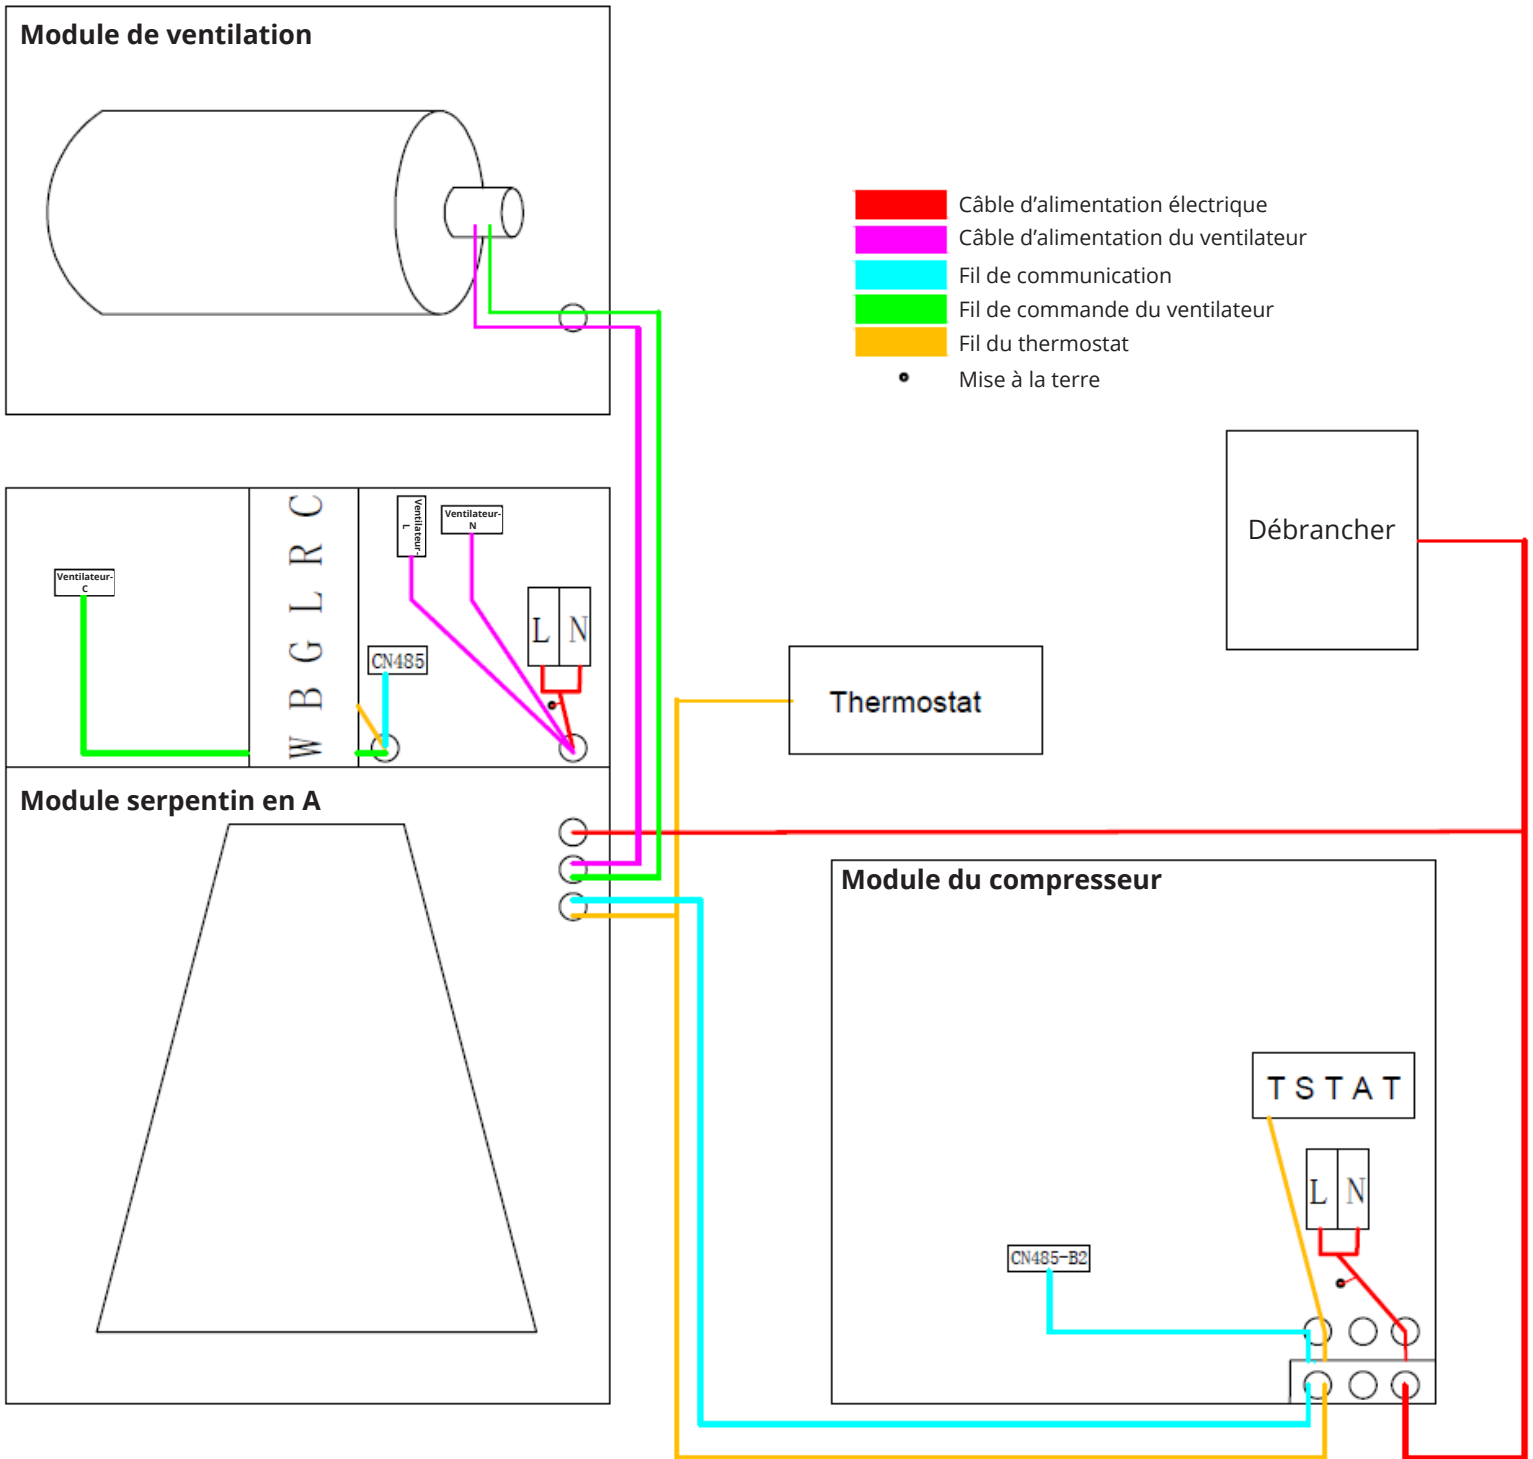 Module de ventilation
Câble d’alimentation électrique
Câble d’alimentation du ventilateur
Fil de communication
Fil de commande du ventilateur
Fil du thermostat
Mise à la terre
Débrancher
Ventilateur-
C
W B G L R C
Ventilateur-
L
Ventilateur-
N
L N
CN485
Thermostat
Module serpentin en A
Module du compresseur
T S T A T
L N
CN485-B2